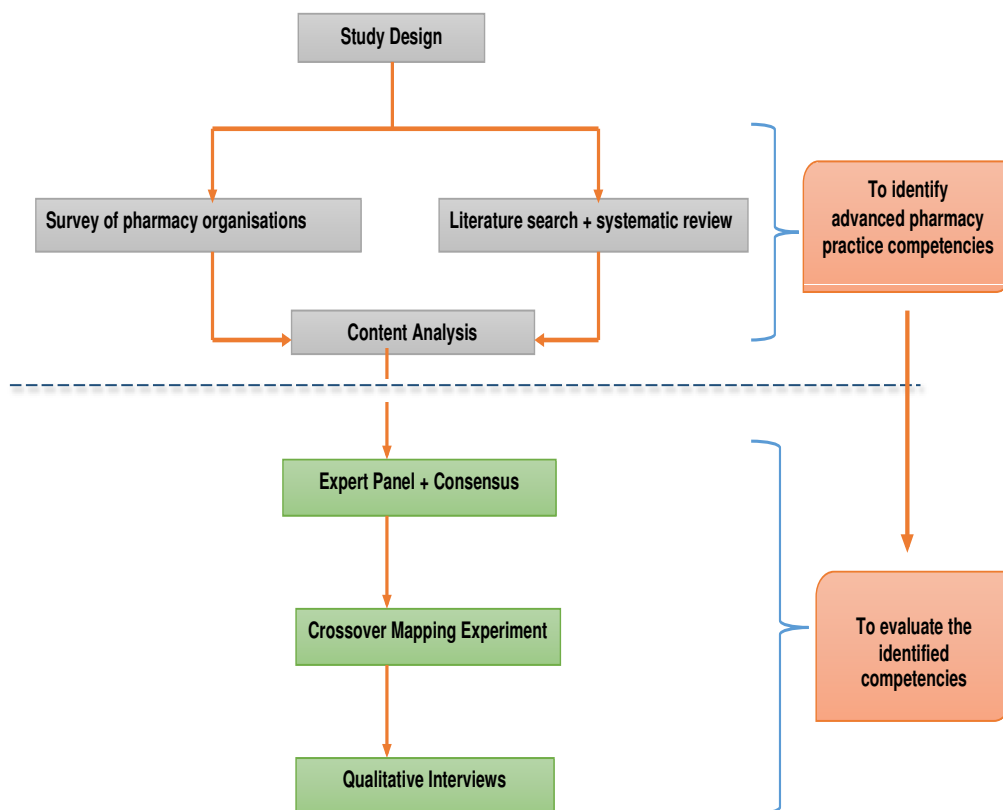 Study Design
Survey of pharmacy organisations
Literature search + systematic review
To identify
advanced pharmacy
practice competencies
Content Analysis
Expert Panel + Consensus
Crossover Mapping Experiment
To evaluate the
identified
competencies
Qualitative Interviews